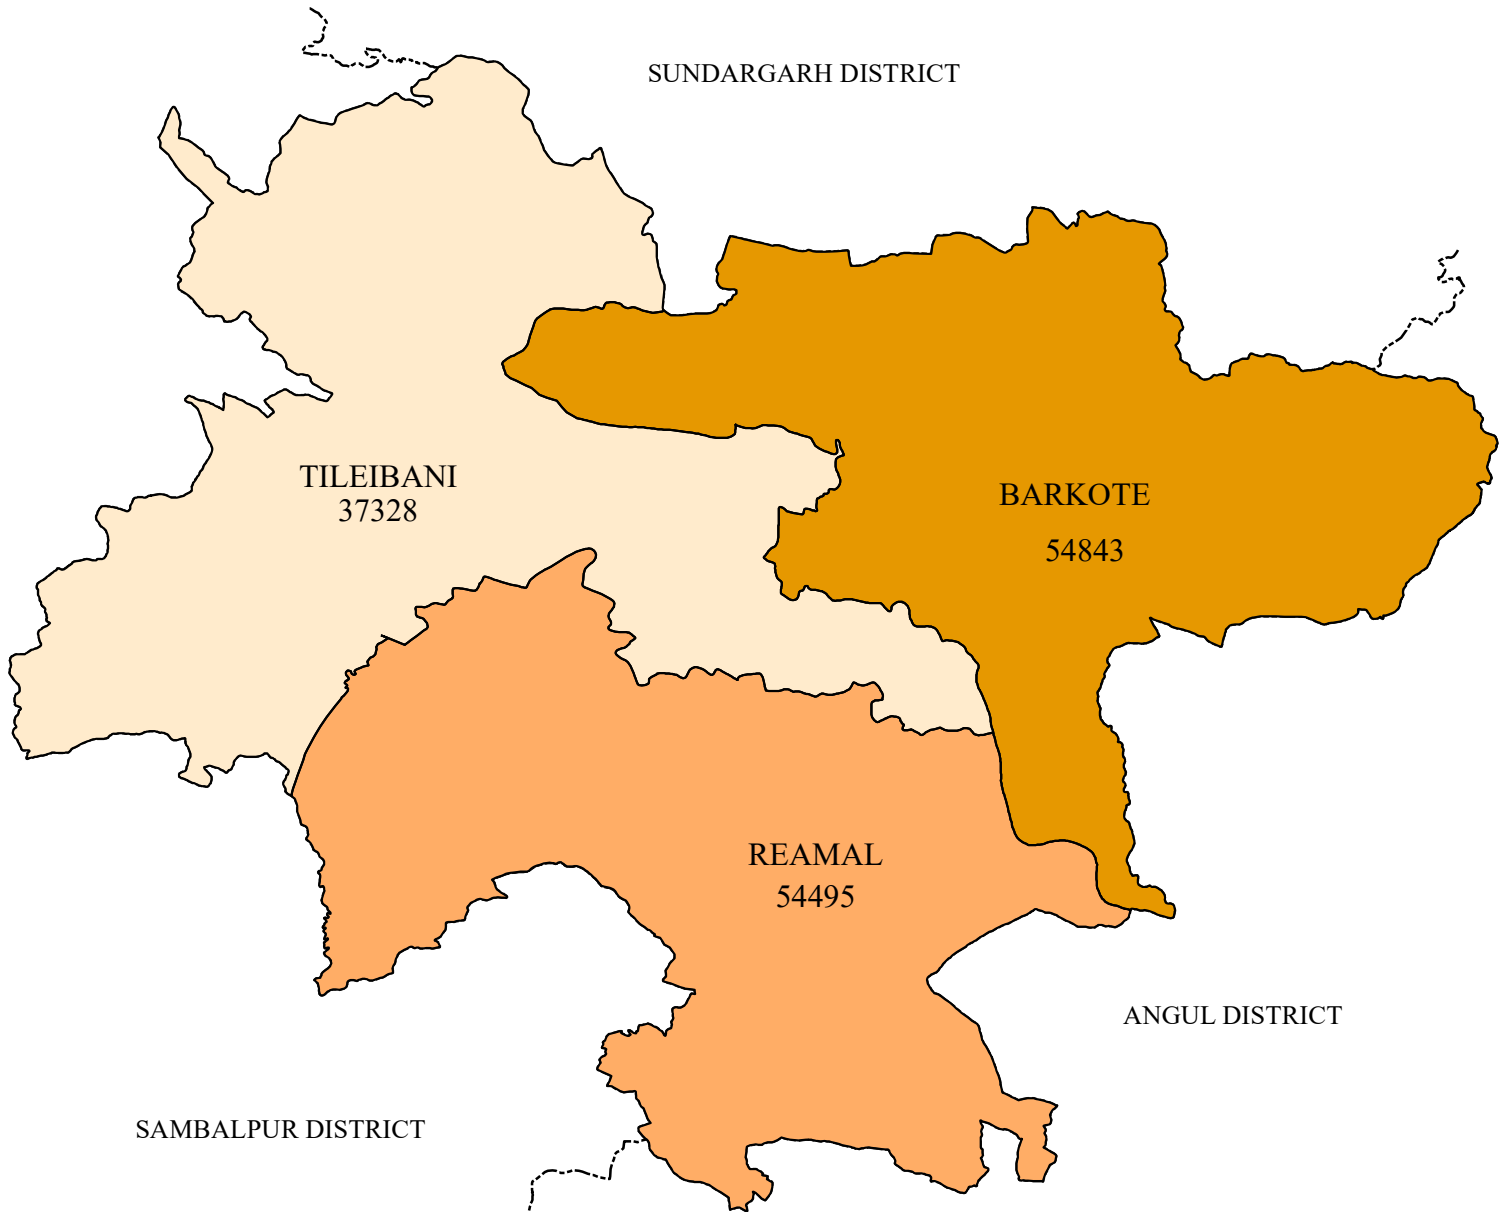 SUNDARGARH DISTRICT
TILEIBANI
37328
BARKOTE
54843
REAMAL
54495
ANGUL DISTRICT
SAMBALPUR DISTRICT